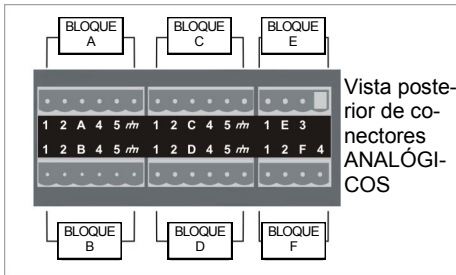 BLOQUE
A
BLOQUE
C
BLOQUE
E
1 2 A 4 5 1 2 C 4 5 1 E 3
1 2 B 4 5 1 2 D 4 5 1 2 F 4
BLOQUE
B
BLOQUE
D
BLOQUE
F
Vista poste-
rior de co-
nectores
ANALÓGI-
COS